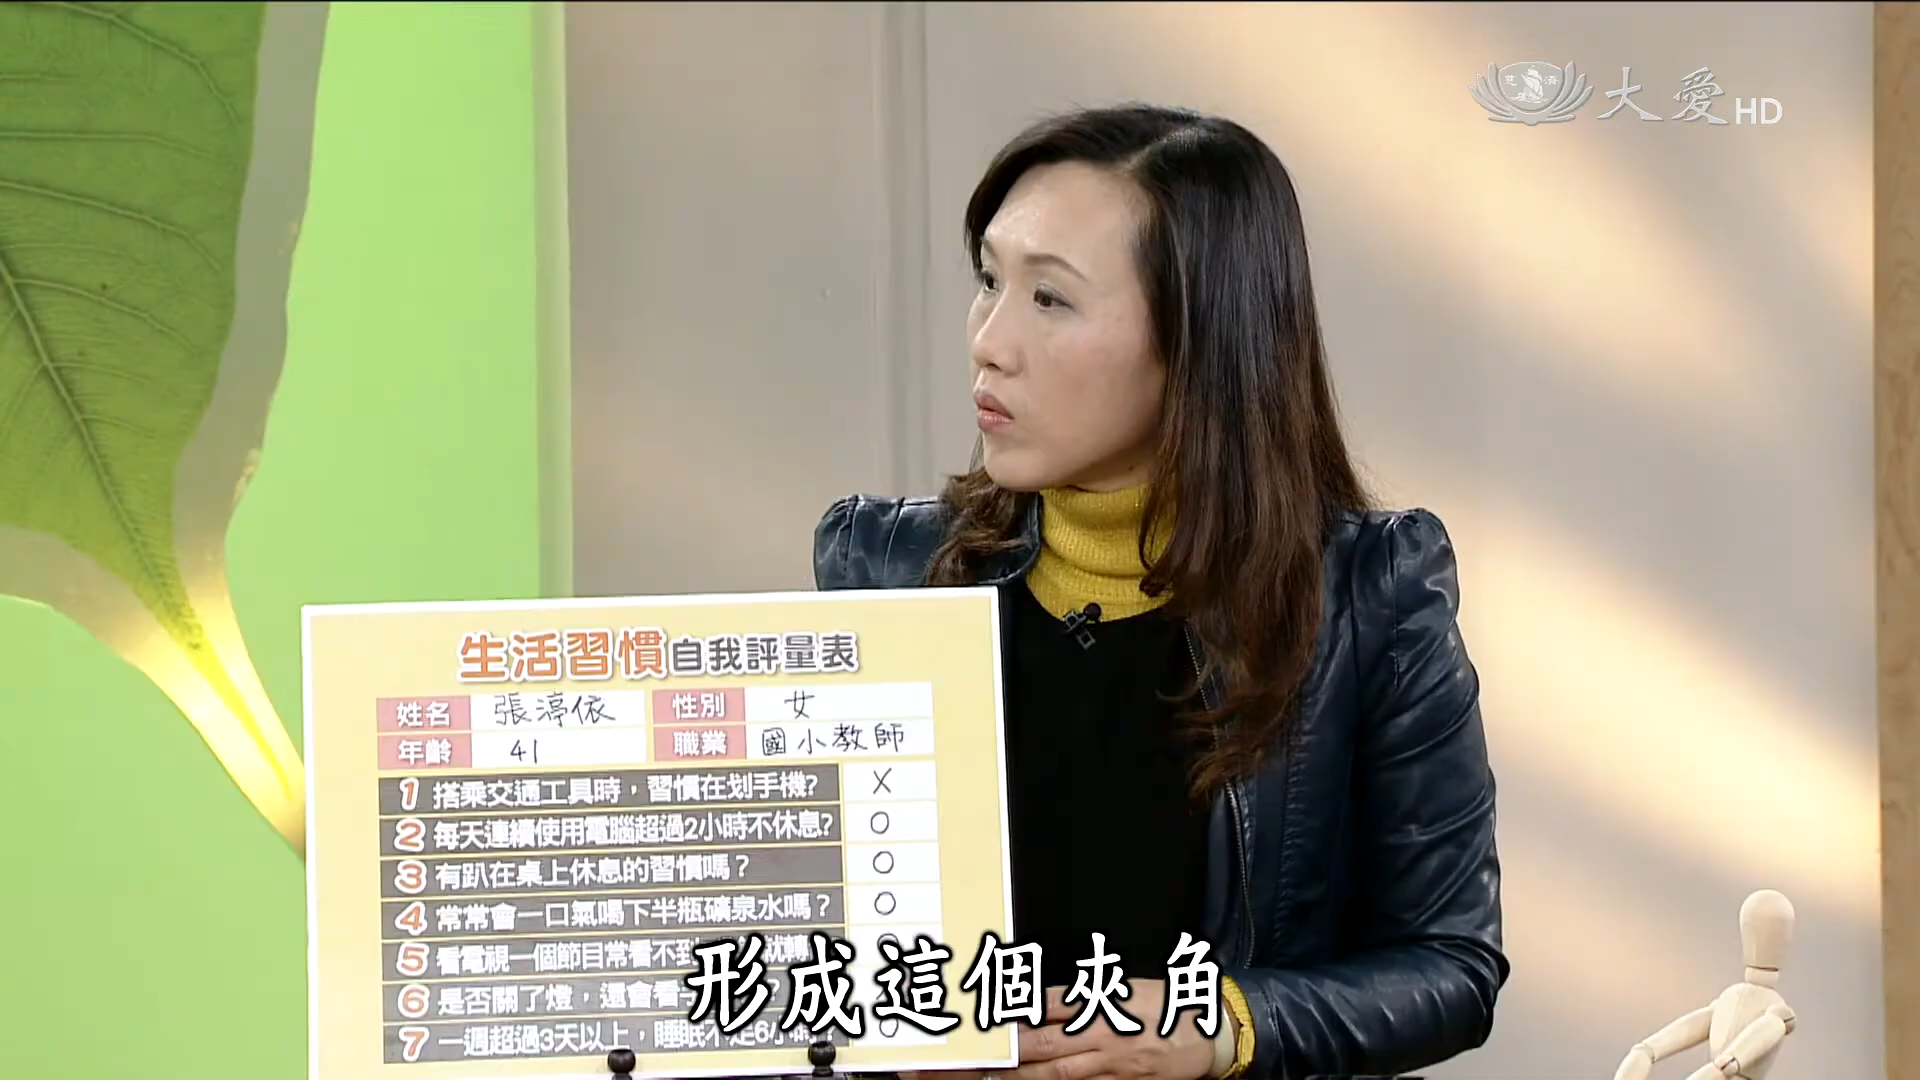 慈濟
大愛HD
生活習慣自我評量表
姓名 張渟依 性別 女
年齡 41 職業 國小教師
1 搭乘交通工具時，習慣在划手機? X
2 每天連續使用電腦超過2小時不休息? O
3 有趴在桌上休息的習慣嗎？ O
4 常常會一口氣喝下半瓶礦泉水嗎？ O
5 看電視一個節目常看不到
6 是否關了燈，還會看
7 一週超過3天以上，睡眠不足6小時? O
形成這個夾角